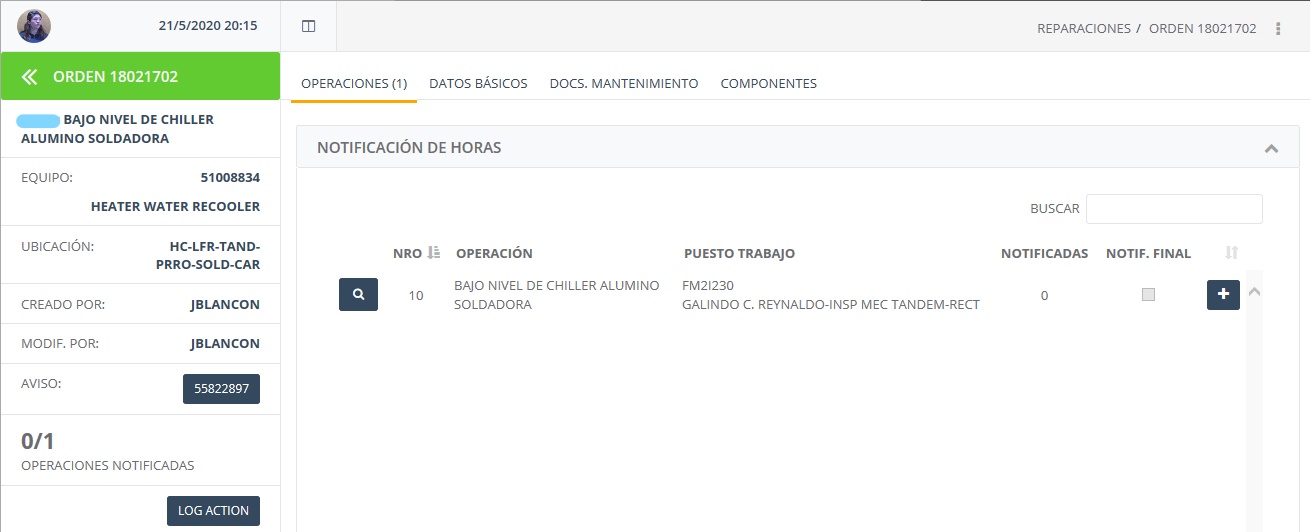 21/5/2020 20:15
REPARACIONES / ORDEN 18021702
ORDEN 18021702
BAJO NIVEL DE CHILLER
ALUMINO SOLDADORA
EQUIPO: 51008834
HEATER WATER RECOOLER
UBICACIÓN: HC-LFR-TAND-
PRRO-SOLD-CAR
CREADO POR: JBLANCON
MODIF. POR: JBLANCON
AVISO: 55822897
0/1
OPERACIONES NOTIFICADAS
LOG ACTION
OPERACIONES (1) DATOS BÁSICOS DOCS. MANTENIMIENTO COMPONENTES
NOTIFICACIÓN DE HORAS
BUSCAR
NRO OPERACIÓN PUESTO TRABAJO NOTIFICADAS NOTIF. FINAL
10 BAJO NIVEL DE CHILLER ALUMINO SOLDADORA FM2I230 GALINDO C. REYNALDO-INSP MEC TANDEM-RECT 0